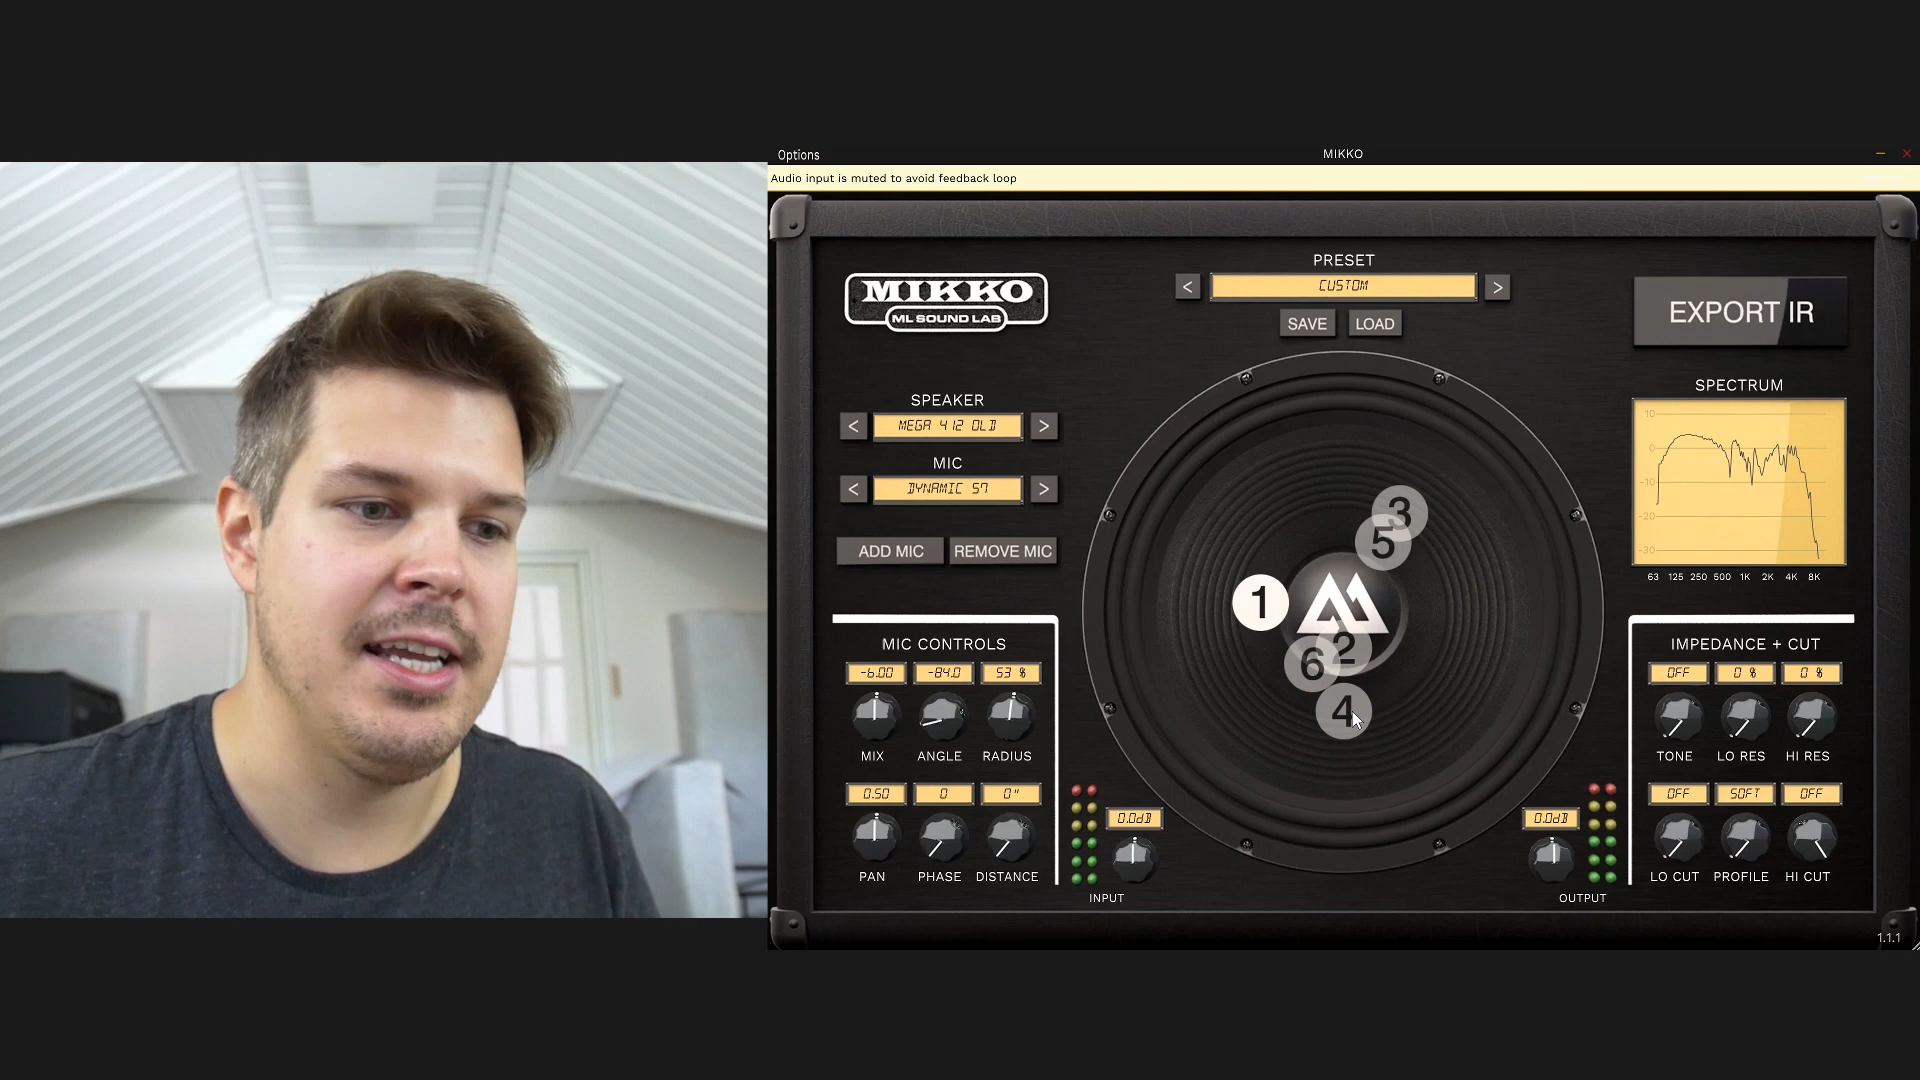 Options
MIKKO
Audio input is muted to avoid feedback loop
MIKKO
ML SOUND LAB
PRESET
<
CUSTOM
>
SAVE
LOAD
EXPORT IR
SPEAKER
<
MEGA 412 OLD
>
MIC
<
DYNAMIC 57
>
ADD MIC
REMOVE MIC
SPECTRUM
10
0
-10
-20
-30
63 125 250 500 1K 2K 4K 8K
3
5
1
2
6
4
MIC CONTROLS
-6.00 -84.0 53 %
MIX ANGLE RADIUS
0.50 0 0"
PAN PHASE DISTANCE
0.0dB
INPUT
0.0dB
OUTPUT
IMPEDANCE + CUT
OFF 0 % 0 %
TONE LO RES HI RES
OFF SOFT OFF
LO CUT PROFILE HI CUT
1.1.1